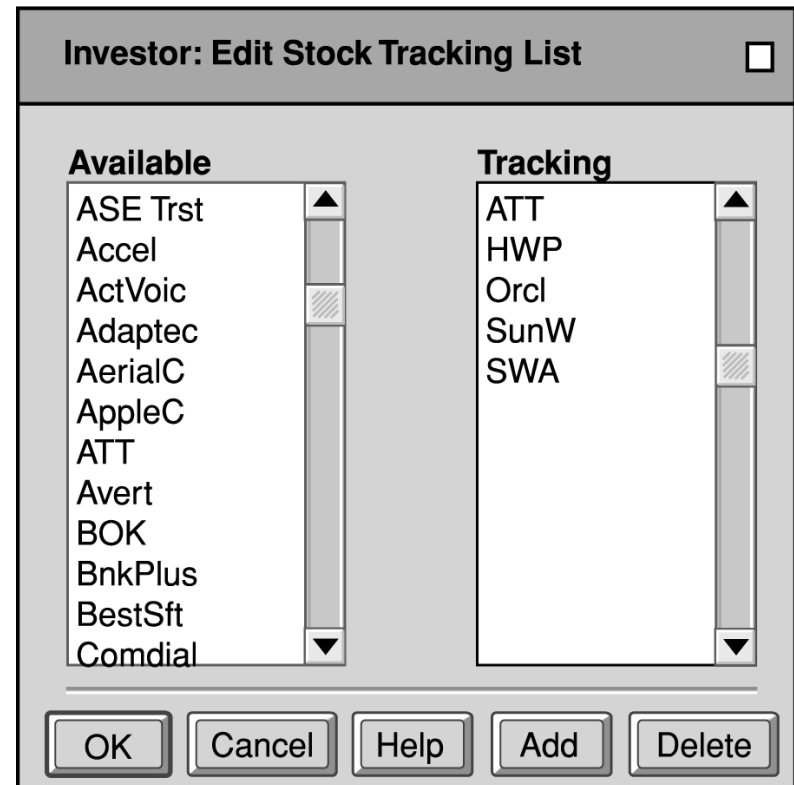 Investor: Edit Stock Tracking List
Available
ASE Trst
Accel
ActVoic
Adaptec
AerialC
AppleC
ATT
Avert
BOK
BnkPlus
BestSft
Comdial
Tracking
ATT
HWP
Orcl
SunW
SWA
OK Cancel Help Add Delete